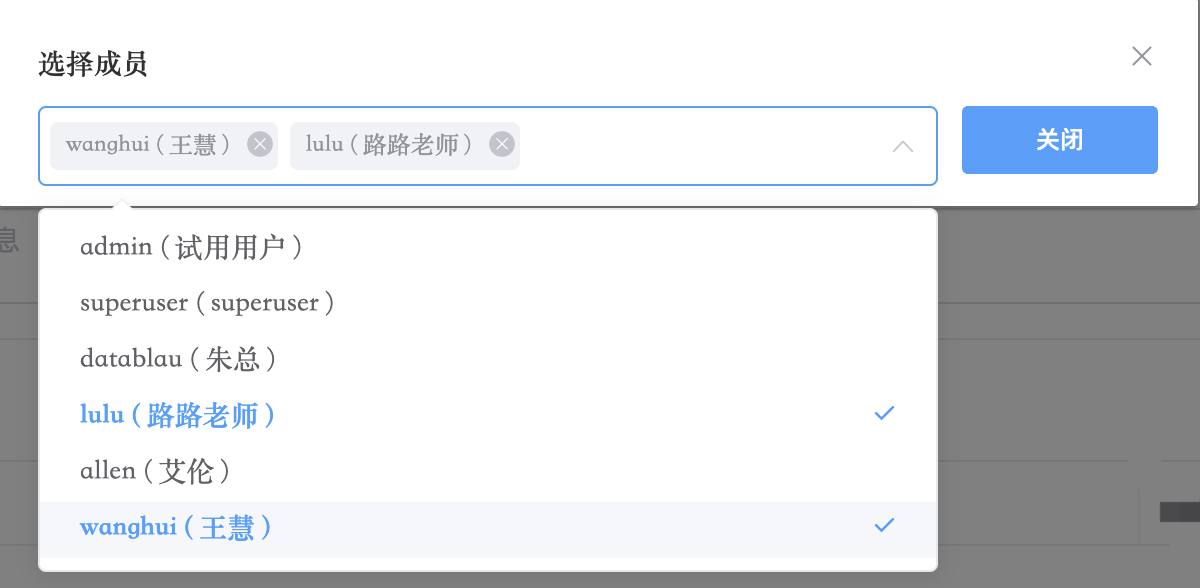 选择成员
wanghui（王慧） lulu（路路老师） 关闭
息
admin（试用用户）
superuser（superuser）
datablau（朱总）
lulu（路路老师）
allen（艾伦）
wanghui（王慧）